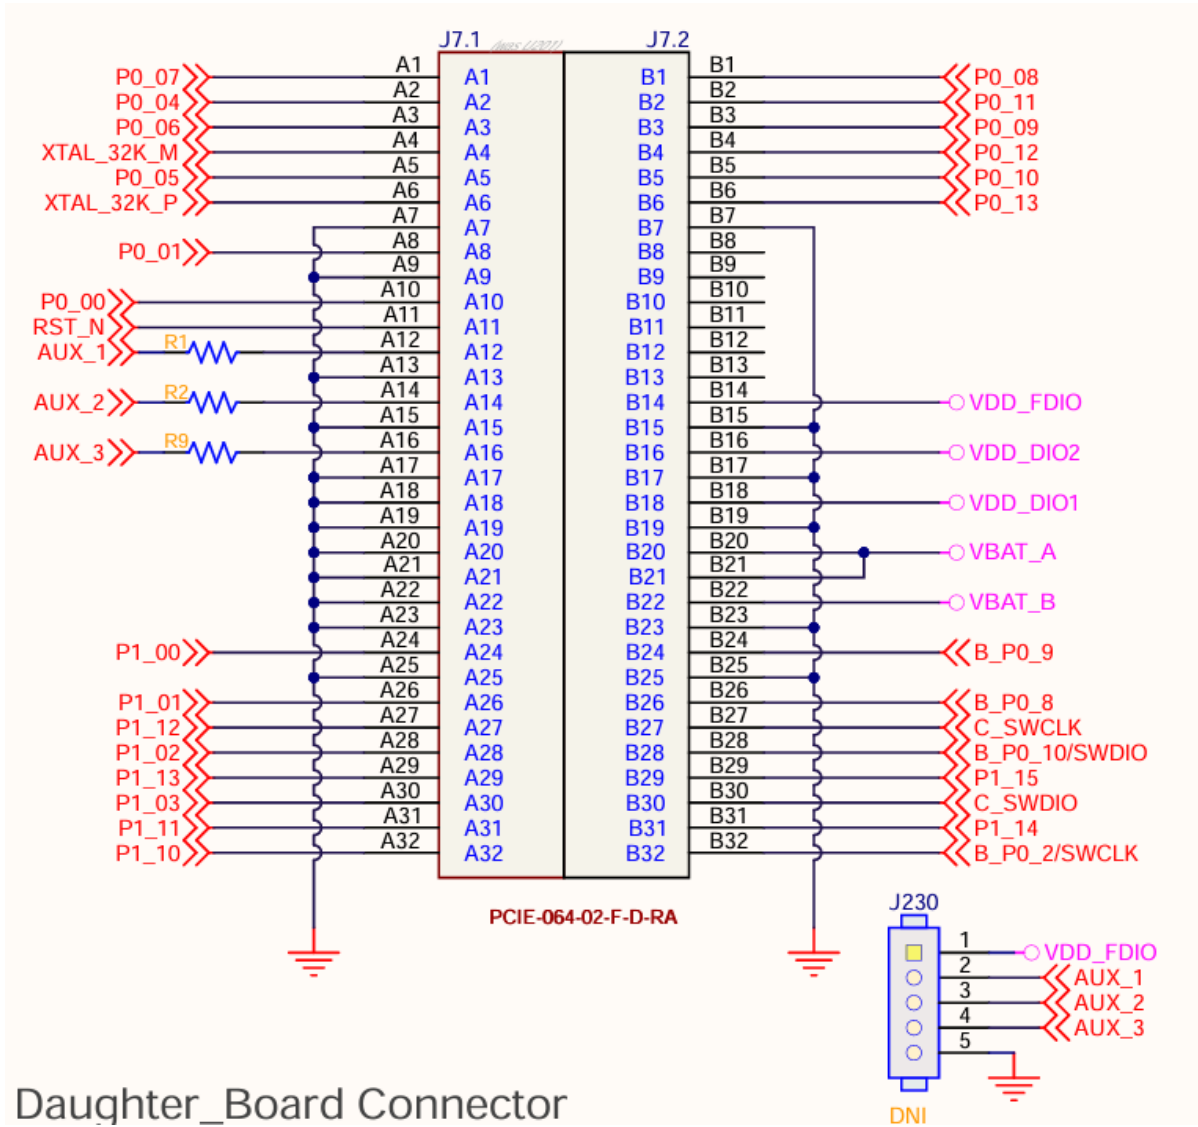 J7.1 (was U201) J7.2
P0_07 A1 A1 B1 B1 P0_08
P0_04 A2 A2 B2 B2 P0_11
P0_06 A3 A3 B3 B3 P0_09
XTAL_32K_M A4 A4 B4 B4 P0_12
P0_05 A5 A5 B5 B5 P0_10
XTAL_32K_P A6 A6 B6 B6 P0_13
A7 A7 B7 B7
P0_01 A8 A8 B8 B8
A9 A9 B9 B9
P0_00 A10 A10 B10 B10
RST_N A11 A11 B11 B11
AUX_1 R1 A12 A12 B12 B12
A13 A13 B13 B13
AUX_2 R2 A14 A14 B14 B14 VDD_FDIO
A15 A15 B15 B15
AUX_3 R9 A16 A16 B16 B16 VDD_DIO2
A17 A17 B17 B17
A18 A18 B18 B18 VDD_DIO1
A19 A19 B19 B19
A20 A20 B20 B20 VBAT_A
A21 A21 B21 B21
A22 A22 B22 B22 VBAT_B
A23 A23 B23 B23
P1_00 A24 A24 B24 B24 B_P0_9
A25 A25 B25 B25
P1_01 A26 A26 B26 B26 B_P0_8
P1_12 A27 A27 B27 B27 C_SWCLK
P1_02 A28 A28 B28 B28 B_P0_10/SWDIO
P1_13 A29 A29 B29 B29 P1_15
P1_03 A30 A30 B30 B30 C_SWDIO
P1_11 A31 A31 B31 B31 P1_14
P1_10 A32 A32 B32 B32 B_P0_2/SWCLK
PCIE-064-02-F-D-RA
J230
1 VDD_FDIO
2 AUX_1
3 AUX_2
4 AUX_3
5
DNI
Daughter_Board Connector